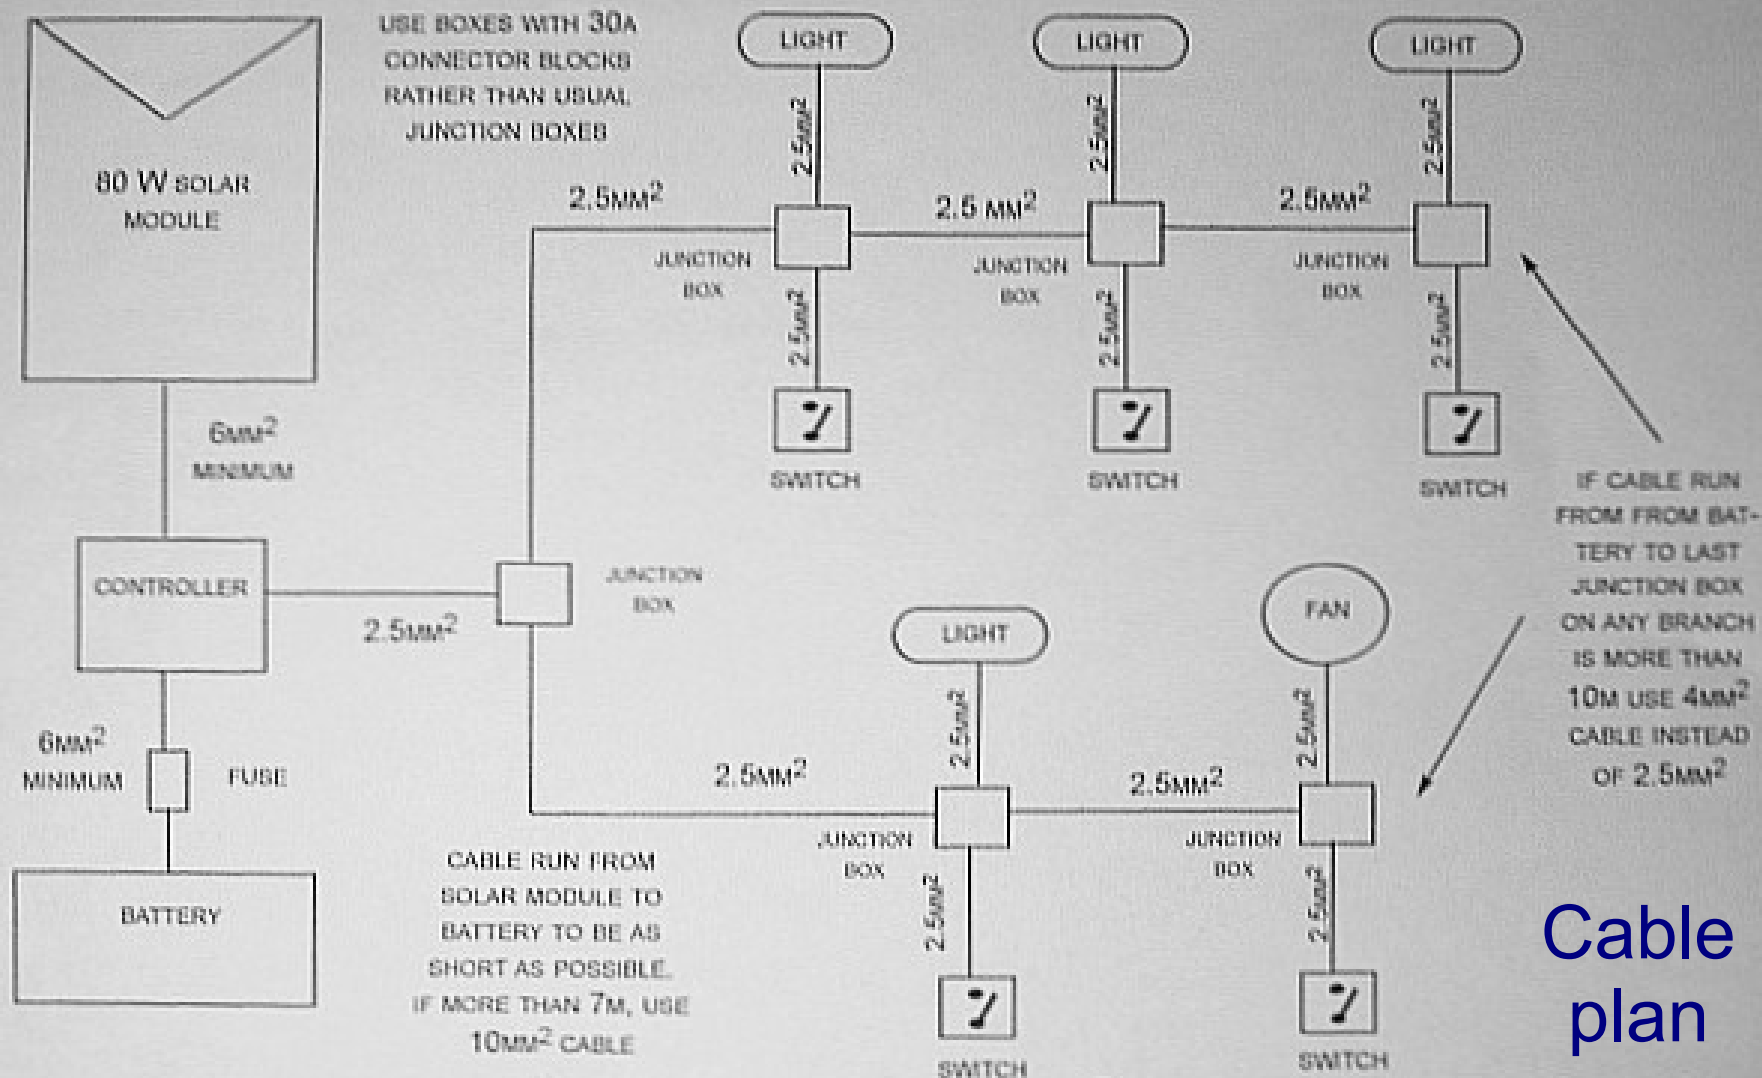 USE BOXES WITH 30A
CONNECTOR BLOCKS
RATHER THAN USUAL
JUNCTION BOXES
LIGHT
LIGHT
LIGHT
2.5MM²
2.5MM²
2.5MM²
80 W SOLAR
MODULE
2.5MM²
2.5 MM²
2.5MM²
JUNCTION
BOX
JUNCTION
BOX
JUNCTION
BOX
2.5MM²
2.5MM²
2.5MM²
SWITCH
SWITCH
SWITCH
6MM²
MINIMUM
IF CABLE RUN
FROM FROM BAT-
TERY TO LAST
JUNCTION BOX
ON ANY BRANCH
IS MORE THAN
10M USE 4MM²
CABLE INSTEAD
OF 2.5MM²
CONTROLLER
2.5MM²
JUNCTION
BOX
LIGHT
FAN
2.5MM²
2.5MM²
6MM²
MINIMUM
FUSE
2.5MM²
2.5MM²
JUNCTION
BOX
JUNCTION
BOX
2.5MM²
2.5MM²
SWITCH
SWITCH
BATTERY
CABLE RUN FROM
SOLAR MODULE TO
BATTERY TO BE AS
SHORT AS POSSIBLE.
IF MORE THAN 7M, USE
10MM² CABLE
Cable
plan